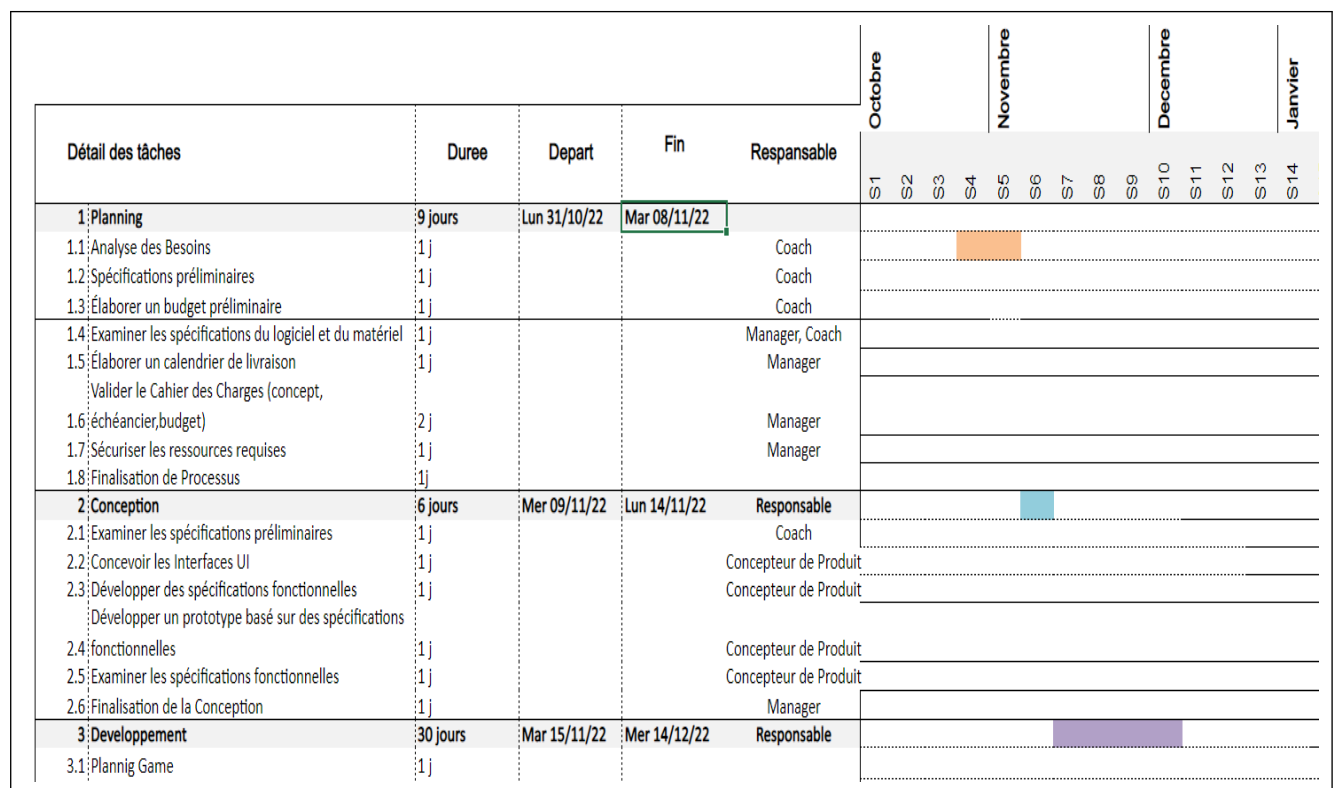 Octobre Novembre Decembre Janvier
Détail des tâches Duree Depart Fin Respansable
S1 S2 S3 S4 S5 S6 S7 S8 S9 S10 S11 S12 S13 S14
1 Planning 9 jours Lun 31/10/22 Mar 08/11/22
1.1 Analyse des Besoins 1 j Coach
1.2 Spécifications préliminaires 1 j Coach
1.3 Élaborer un budget préliminaire 1 j Coach
1.4 Examiner les spécifications du logiciel et du matériel 1 j Manager, Coach
1.5 Élaborer un calendrier de livraison 1 j Manager
Valider le Cahier des Charges (concept,
1.6 échéancier,budget) 2 j Manager
1.7 Sécuriser les ressources requises 1 j Manager
1.8 Finalisation de Processus 1j
2 Conception 6 jours Mer 09/11/22 Lun 14/11/22 Responsable
2.1 Examiner les spécifications préliminaires 1 j Coach
2.2 Concevoir les Interfaces UI 1 j Concepteur de Produit
2.3 Développer des spécifications fonctionnelles 1 j Concepteur de Produit
Développer un prototype basé sur des spécifications
2.4 fonctionnelles 1 j Concepteur de Produit
2.5 Examiner les spécifications fonctionnelles 1 j Concepteur de Produit
2.6 Finalisation de la Conception 1 j Manager
3 Developpement 30 jours Mar 15/11/22 Mer 14/12/22 Responsable
3.1 Plannig Game 1 j